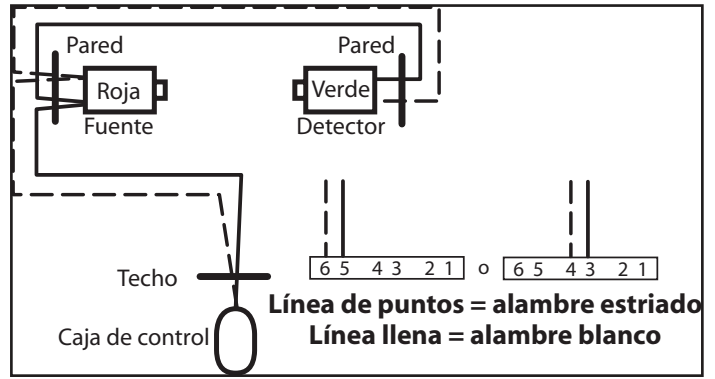 Pared
Pared
Roja
Verde
Fuente
Detector
Techo
6 5 4 3 2 1 o 6 5 4 3 2 1
Línea de puntos = alambre estriado
Línea llena = alambre blanco
Caja de control